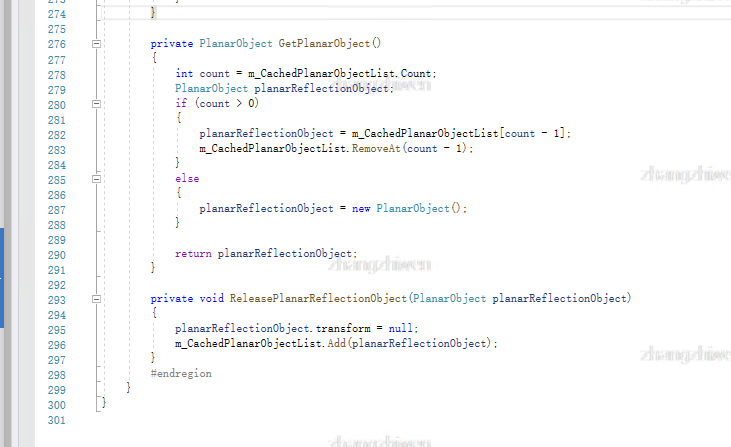 274 }
275
276 private PlanarObject GetPlanarObject()
277 {
278 int count = m_CachedPlanarObjectList.Count;
279 PlanarObject planarReflectionObject;
280 if (count > 0)
281 {
282 planarReflectionObject = m_CachedPlanarObjectList[count - 1];
283 m_CachedPlanarObjectList.RemoveAt(count - 1);
284 }
285 else
286 {
287 planarReflectionObject = new PlanarObject();
288 }
289
290 return planarReflectionObject;
291 }
292
293 private void ReleasePlanarReflectionObject(PlanarObject planarReflectionObject)
294 {
295 planarReflectionObject.transform = null;
296 m_CachedPlanarObjectList.Add(planarReflectionObject);
297 }
298 #endregion
299 }
300 }
301